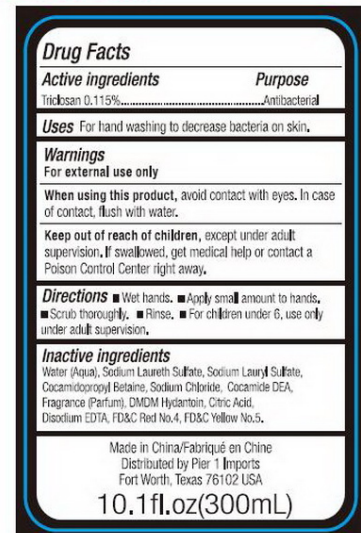 Drug Facts
Active ingredients Purpose
Triclosan 0.115%..................................................Antibacterial
Uses For hand washing to decrease bacteria on skin.
Warnings
For external use only
When using this product, avoid contact with eyes. In case
of contact, flush with water.
Keep out of reach of children, except under adult
supervision. If swallowed, get medical help or contact a
Poison Control Center right away.
Directions ■ Wet hands. ■ Apply small amount to hands.
■ Scrub thoroughly. ■ Rinse. ■ For children under 6, use only
under adult supervision.
Inactive ingredients
Water (Aqua), Sodium Laureth Sulfate, Sodium Lauryl Sulfate,
Cocamidopropyl Betaine, Sodium Chloride, Cocamide DEA,
Fragrance (Parfum), DMDM Hydantoin, Citric Acid,
Disodium EDTA, FD&C Red No.4, FD&C Yellow No.5.
Made in China/Fabriqué en Chine
Distributed by Pier 1 Imports
Fort Worth, Texas 76102 USA
10.1fl.oz(300mL)